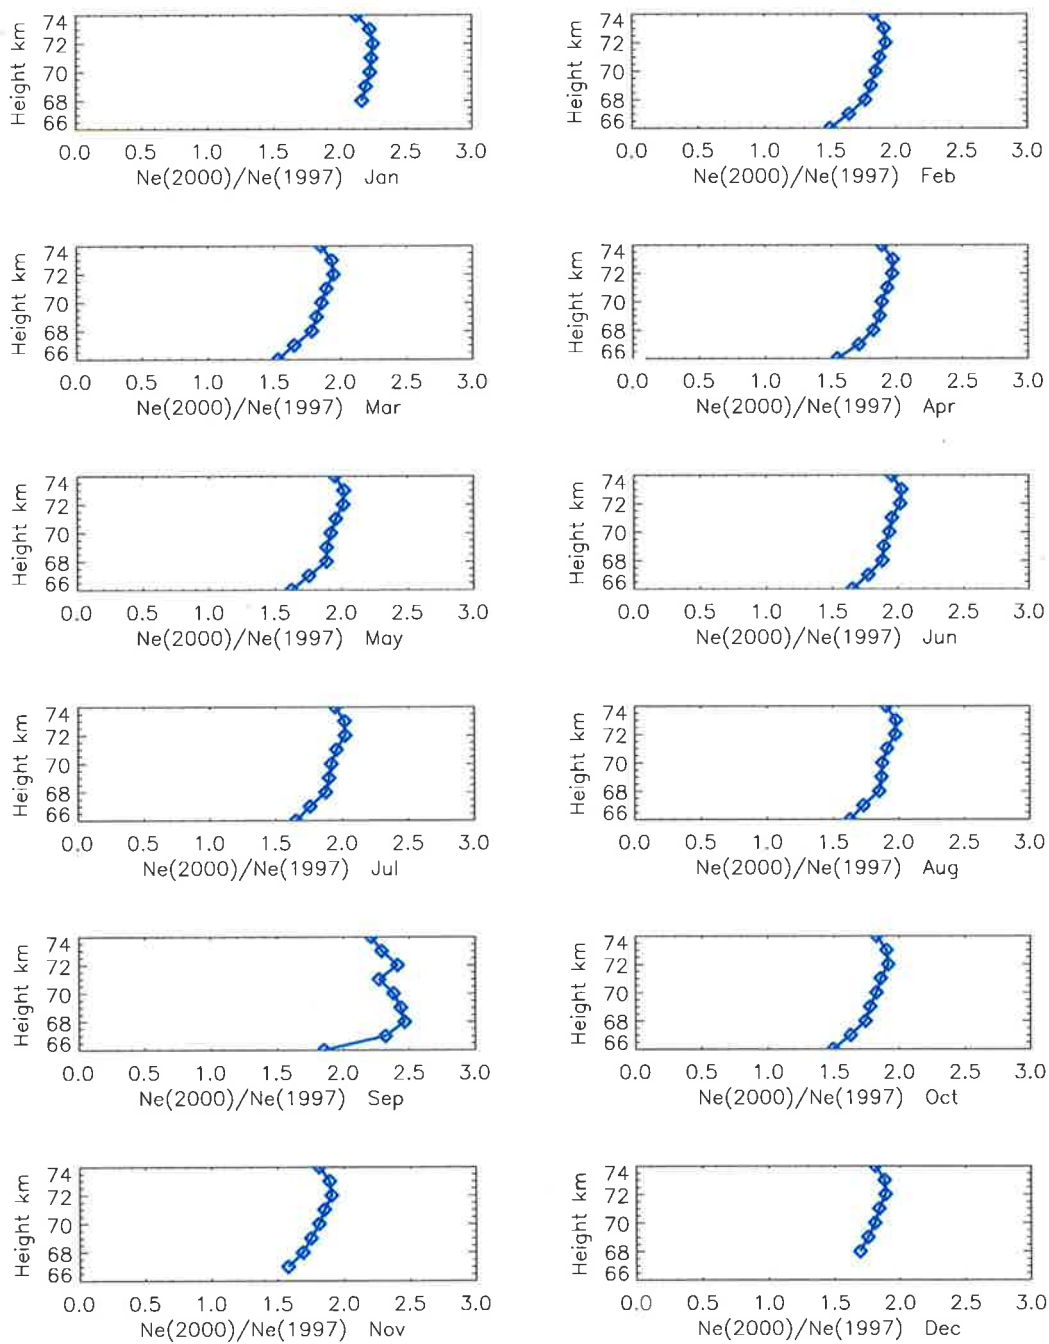 Height km
74
72
70
68
66
0.0 0.5 1.0 1.5 2.0 2.5 3.0
Ne(2000)/Ne(1997) Jan
Height km
74
72
70
68
66
0.0 0.5 1.0 1.5 2.0 2.5 3.0
Ne(2000)/Ne(1997) Feb
Height km
74
72
70
68
66
0.0 0.5 1.0 1.5 2.0 2.5 3.0
Ne(2000)/Ne(1997) Mar
Height km
74
72
70
68
66
0.0 0.5 1.0 1.5 2.0 2.5 3.0
Ne(2000)/Ne(1997) Apr
Height km
74
72
70
68
66
0.0 0.5 1.0 1.5 2.0 2.5 3.0
Ne(2000)/Ne(1997) May
Height km
74
72
70
68
66
0.0 0.5 1.0 1.5 2.0 2.5 3.0
Ne(2000)/Ne(1997) Jun
Height km
74
72
70
68
66
0.0 0.5 1.0 1.5 2.0 2.5 3.0
Ne(2000)/Ne(1997) Jul
Height km
74
72
70
68
66
0.0 0.5 1.0 1.5 2.0 2.5 3.0
Ne(2000)/Ne(1997) Aug
Height km
74
72
70
68
66
0.0 0.5 1.0 1.5 2.0 2.5 3.0
Ne(2000)/Ne(1997) Sep
Height km
74
72
70
68
66
0.0 0.5 1.0 1.5 2.0 2.5 3.0
Ne(2000)/Ne(1997) Oct
Height km
74
72
70
68
66
0.0 0.5 1.0 1.5 2.0 2.5 3.0
Ne(2000)/Ne(1997) Nov
Height km
74
72
70
68
66
0.0 0.5 1.0 1.5 2.0 2.5 3.0
Ne(2000)/Ne(1997) Dec